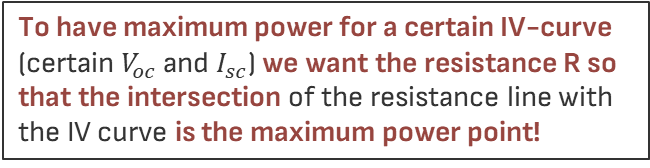 To have maximum power for a certain IV-curve
(certain V_oc and I_sc) we want the resistance R so
that the intersection of the resistance line with
the IV curve is the maximum power point!